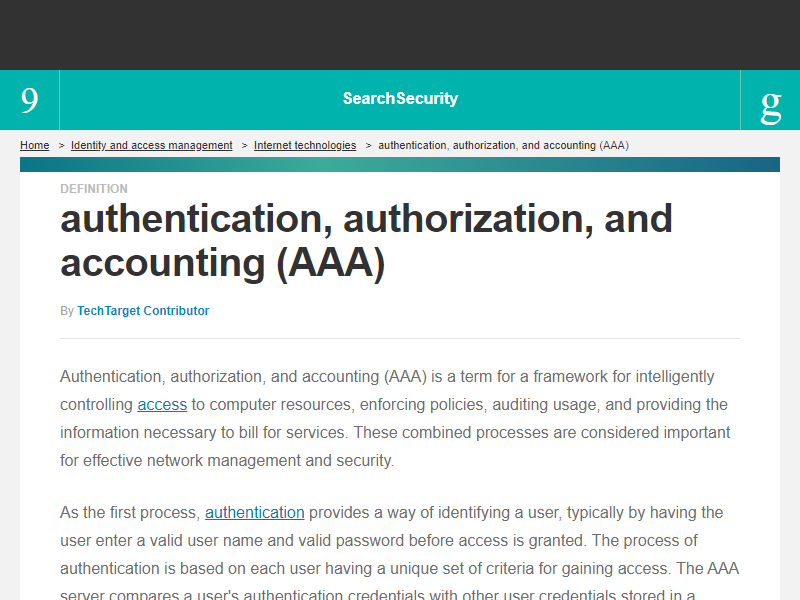 9
SearchSecurity
g
Home > Identity and access management > Internet technologies > authentication, authorization, and accounting (AAA)
DEFINITION
authentication, authorization, and
accounting (AAA)
By TechTarget Contributor
Authentication, authorization, and accounting (AAA) is a term for a framework for intelligently
controlling access to computer resources, enforcing policies, auditing usage, and providing the
information necessary to bill for services. These combined processes are considered important
for effective network management and security.
As the first process, authentication provides a way of identifying a user, typically by having the
user enter a valid user name and valid password before access is granted. The process of
authentication is based on each user having a unique set of criteria for gaining access. The AAA
server compares a user's authentication credentials with other user credentials stored in a